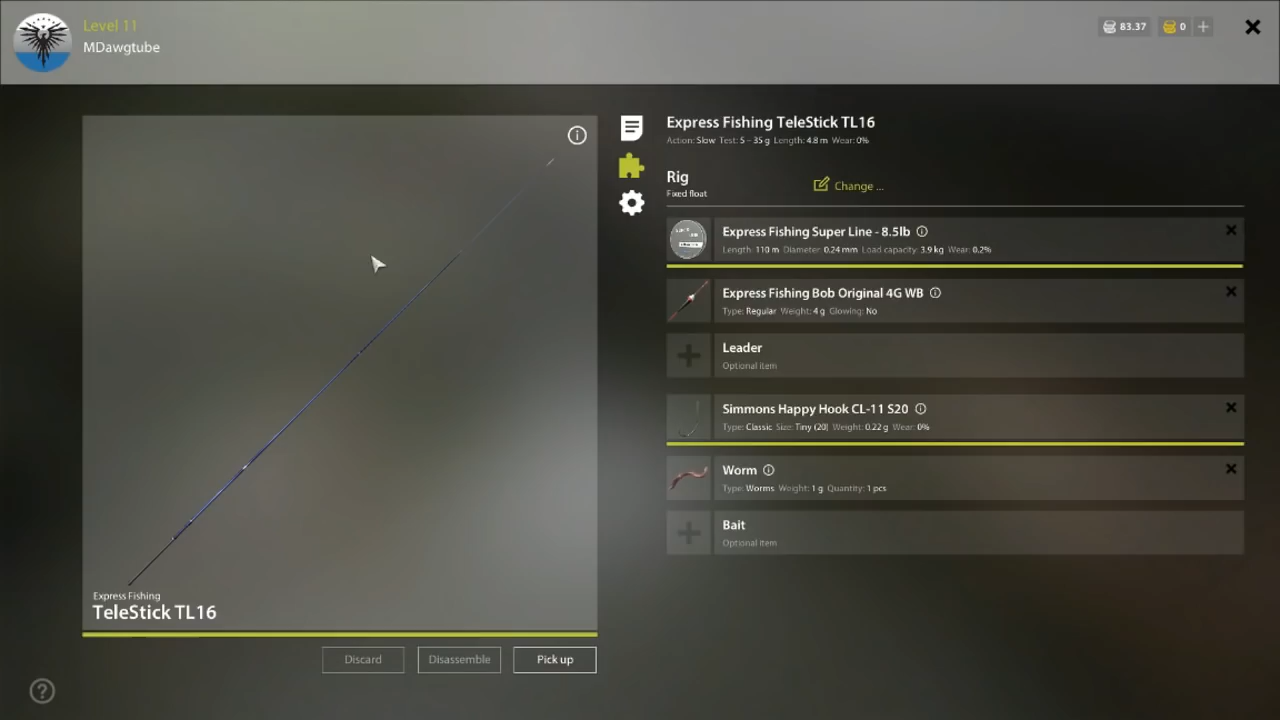 Level 11
MDawgtube
83.37
0
Express Fishing TeleStick TL16
Action: Slow Test: 5 – 35 g Length: 4.8 m Wear: 0%
Rig
Fixed float
Change ...
Express Fishing Super Line - 8.5lb
Length: 110 m Diameter: 0.24 mm Load capacity: 3.9 kg Wear: 0.2%
Express Fishing Bob Original 4G WB
Type: Regular Weight: 4 g Glowing: No
Leader
Optional item
Simmons Happy Hook CL-11 S20
Type: Classic Size: Tiny (20) Weight: 0.22 g Wear: 0%
Worm
Type: Worms Weight: 1 g Quantity: 1 pcs
Bait
Optional item
Express Fishing
TeleStick TL16
Discard
Disassemble
Pick up